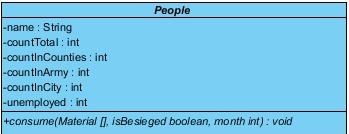 People
-name : String
-countTotal : int
-countInCounties : int
-countInArmy : int
-countInCity : int
-unemployed : int
+consume(Material [], isBesieged boolean, month int) : void